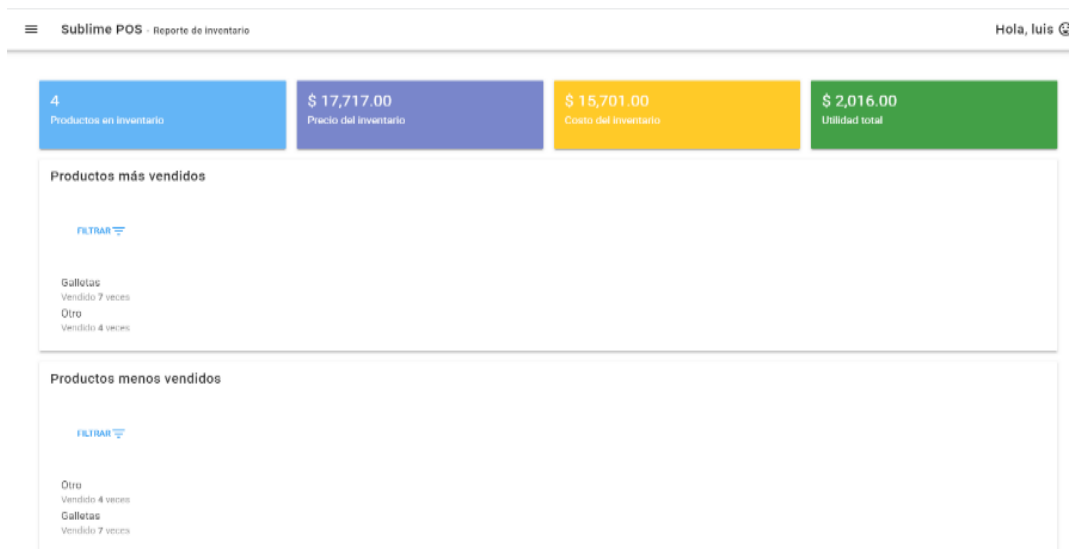 Sublime POS - Reporte de inventario
Hola, luis
4
Productos en inventario
$ 17,717.00
Precio del inventario
$ 15,701.00
Costo del inventario
$ 2,016.00
Utilidad total
Productos más vendidos
FILTRAR
Galletas
Vendido 7 veces
Otro
Vendido 4 veces
Productos menos vendidos
FILTRAR
Otro
Vendido 4 veces
Galletas
Vendido 7 veces